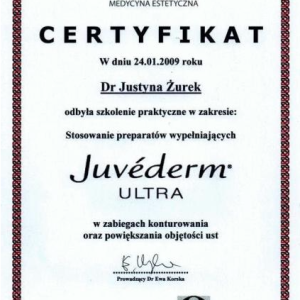 MEDYCYNA ESTETYCZNA
CERTYFIKAT
W dniu 24.01.2009 roku
Dr Justyna Żurek
odbyła szkolenie praktyczne w zakresie:
Stosowanie preparatów wypełniających
Juvéderm®
ULTRA
w zabiegach konturowania
oraz powiększania objętości ust
Prowadzący Dr Ewa Korska